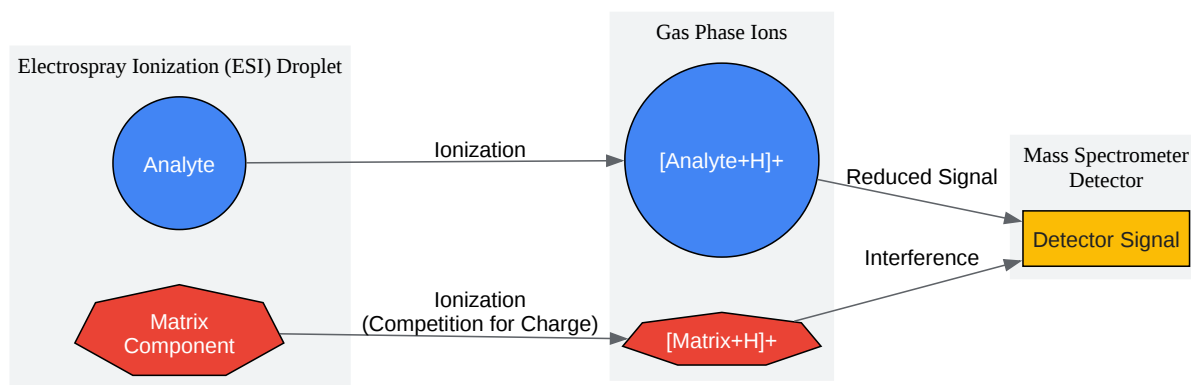 Electrospray Ionization (ESI) Droplet
Analyte
Matrix
Component
Ionization
Ionization
(Competition for Charge)
Gas Phase Ions
[Analyte+H]+
[Matrix+H]+
Reduced Signal
Interference
Mass Spectrometer
Detector
Detector Signal